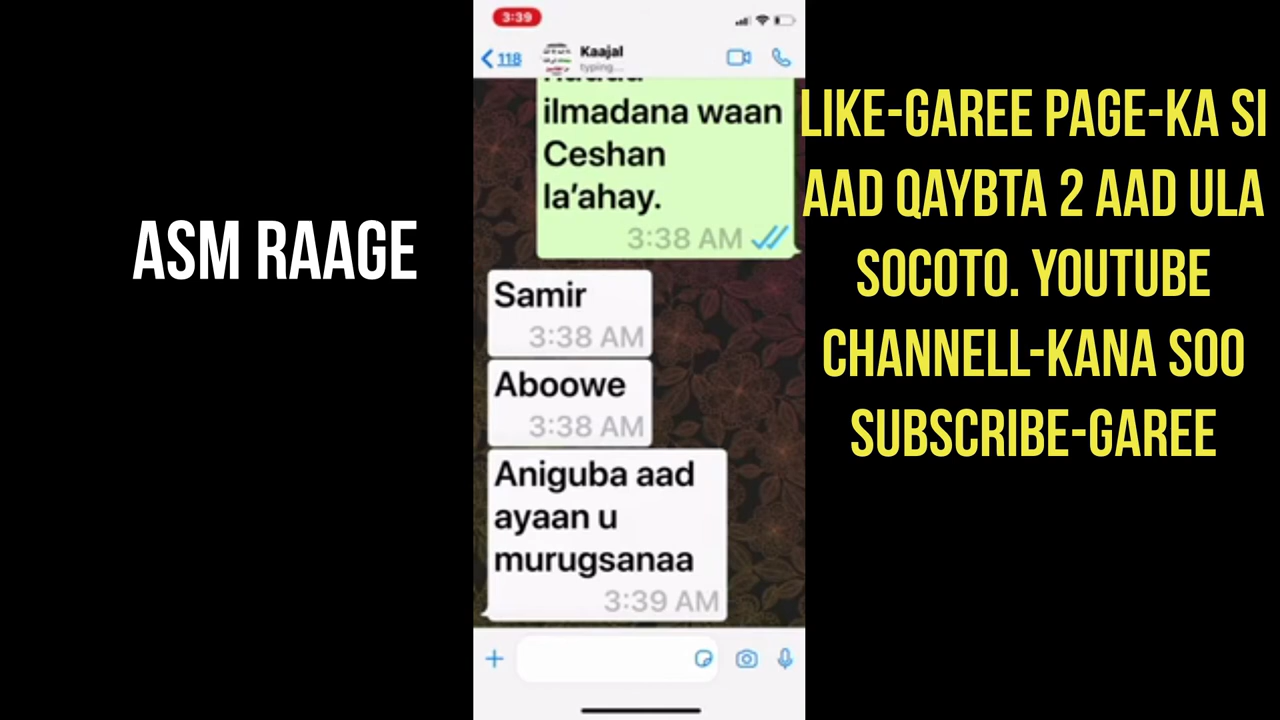 ASM RAAGE
3:39
118
Kaajal
typing...
ilmadana waan
Ceshan
la'ahay.
3:38 AM
Samir
3:38 AM
Aboowe
3:38 AM
Aniguba aad
ayaan u
murugsanaa
3:39 AM
LIKE-GAREE PAGE-KA SI
AAD QAYBTA 2 AAD ULA
SOCOTO. YOUTUBE
CHANNELL-KANA SOO
SUBSCRIBE-GAREE